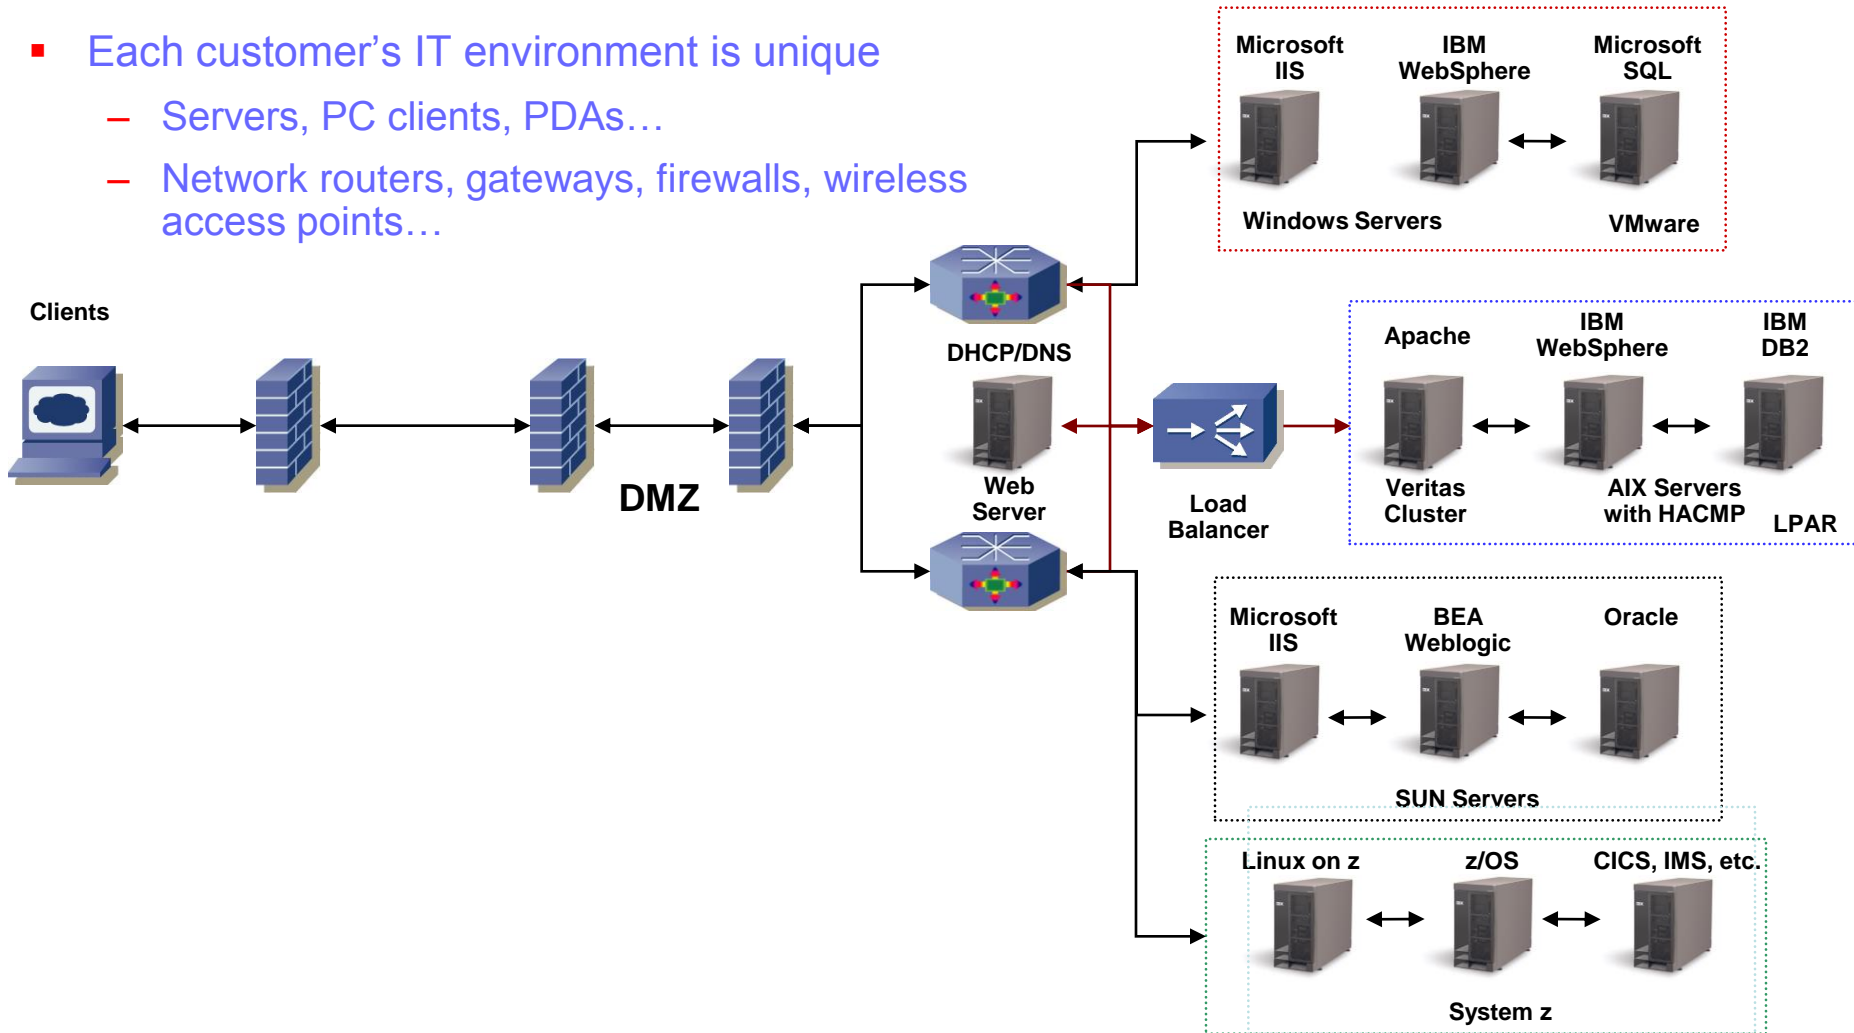 Each customer’s IT environment is unique
– Servers, PC clients, PDAs…
– Network routers, gateways, firewalls, wireless
access points…
Clients
DMZ
DHCP/DNS
Web
Server
Load
Balancer
Microsoft
IIS
IBM
WebSphere
Microsoft
SQL
Windows Servers
VMware
Apache
IBM
WebSphere
IBM
DB2
Veritas
Cluster
AIX Servers
with HACMP
LPAR
Microsoft
IIS
BEA
Weblogic
Oracle
SUN Servers
Linux on z
z/OS
CICS, IMS, etc.
System z